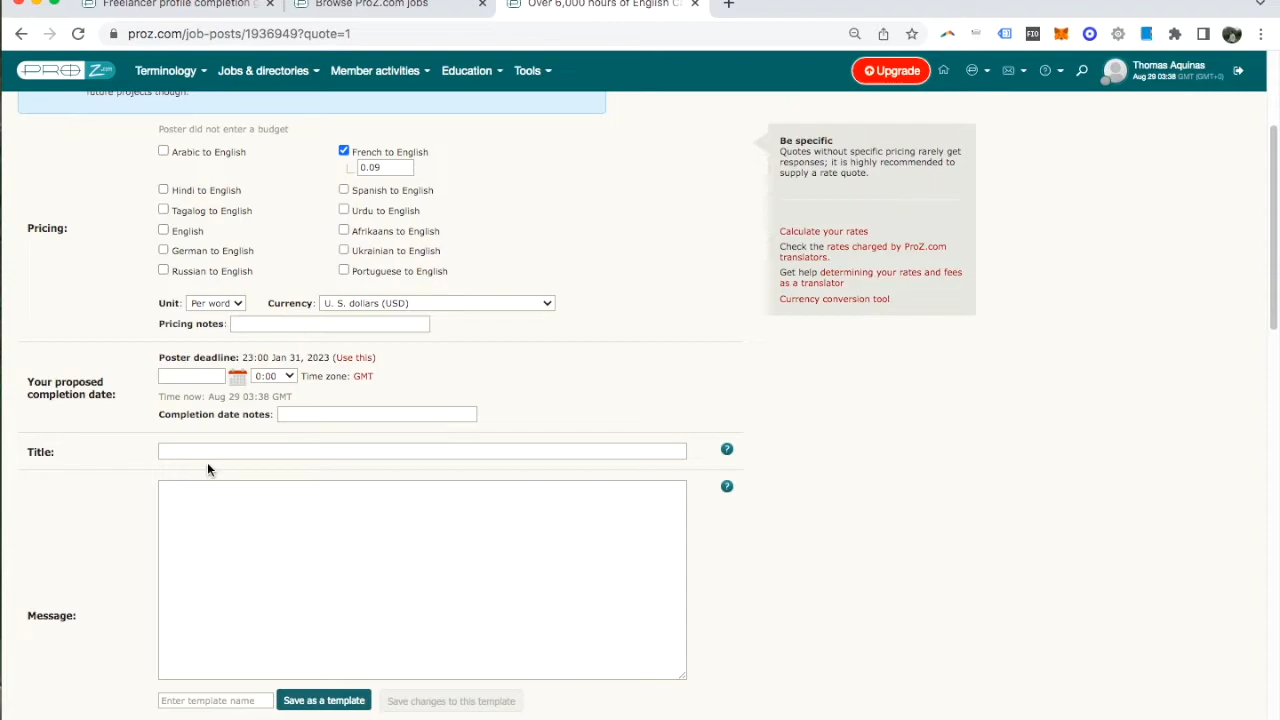 Freelancer profile completion g
Browse ProZ.com jobs
Over 6,000 hours of English C
proz.com/job-posts/1936949?quote=1
FIO
PROZ.com
Terminology
Jobs & directories
Member activities
Education
Tools
Upgrade
Thomas Aquinas
Aug 29 03:38 GMT (GMT+0)
future projects though.
Poster did not enter a budget
Arabic to English
French to English
0.09
Hindi to English
Spanish to English
Tagalog to English
Urdu to English
Pricing:
English
Afrikaans to English
German to English
Ukrainian to English
Russian to English
Portuguese to English
Unit: Per word
Currency: U. S. dollars (USD)
Pricing notes:
Be specific
Quotes without specific pricing rarely get
responses; it is highly recommended to
supply a rate quote.
Calculate your rates
Check the rates charged by ProZ.com
translators.
Get help determining your rates and fees
as a translator
Currency conversion tool
Poster deadline: 23:00 Jan 31, 2023 (Use this)
Your proposed
completion date:
0:00
Time zone: GMT
Time now: Aug 29 03:38 GMT
Completion date notes:
Title:
?
?
Message:
Enter template name
Save as a template
Save changes to this template